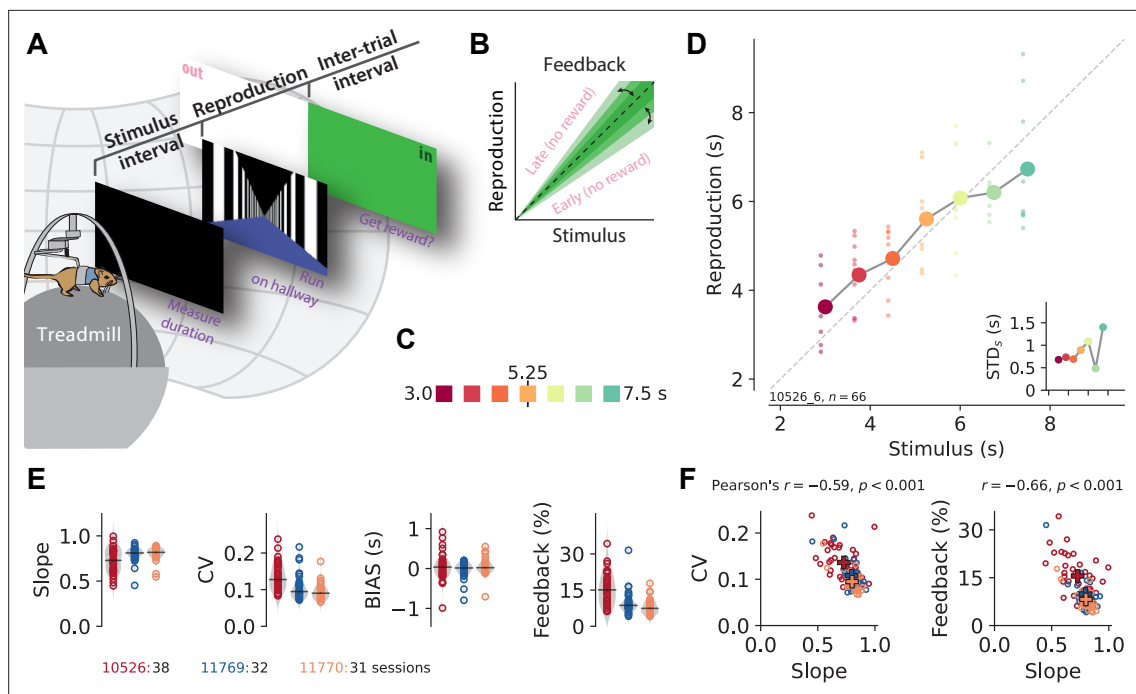 A
out
Stimulus
interval
Reproduction
Inter-trial
interval
in
Get reward?
Run
on hallway
Measure
duration
Treadmill
B
Feedback
Late (no reward)
Early (no reward)
Reproduction
Stimulus
C
5.25
3.0
7.5 s
D
Reproduction (s)
8
6
4
2
10526_6, n = 66
2 4 6 8
Stimulus (s)
STDₛ (s)
1.5
1
0.5
0
E
Slope
1.0
0.5
0.0
CV
0.2
0.1
0.0
BIAS (s)
1
0
−1
Feedback (%)
30
15
0
10526: 38
11769: 32
11770: 31 sessions
F
Pearson's r = −0.59, p < 0.001
CV
0.2
0.1
0.0
0.0 0.5 1.0
Slope
r = −0.66, p < 0.001
Feedback (%)
30
15
0
0.0 0.5 1.0
Slope